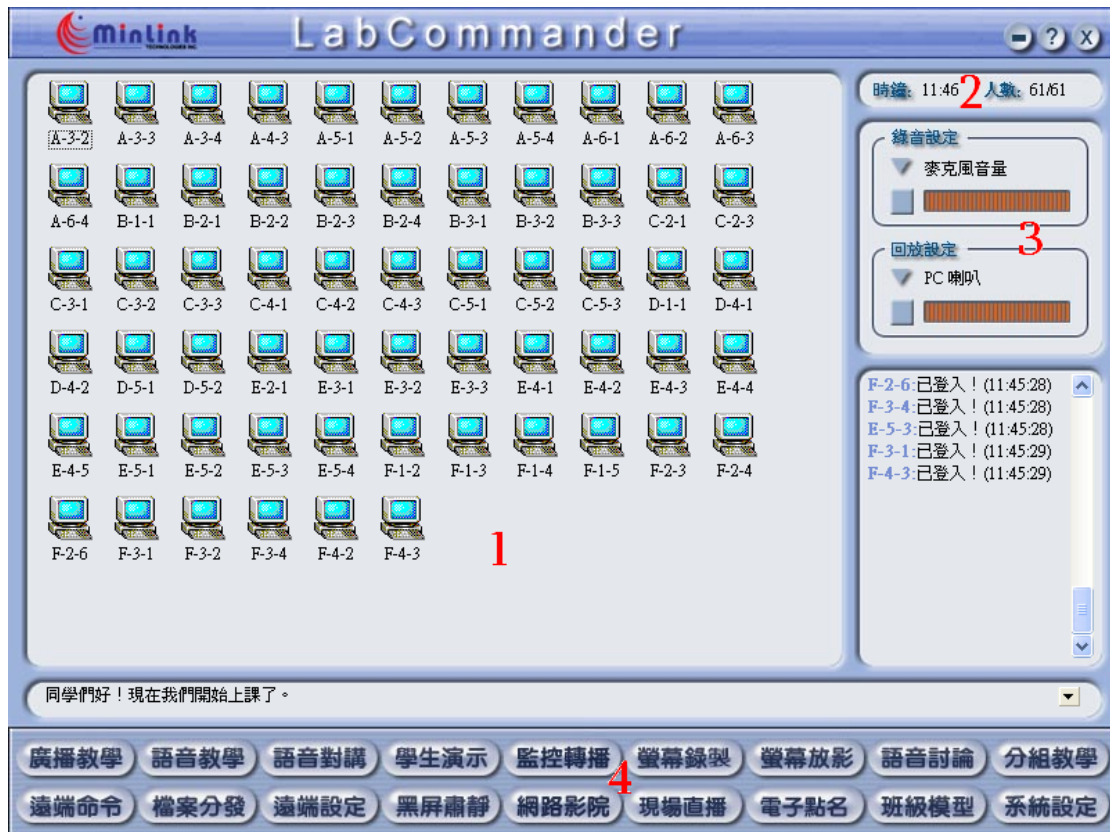 Minlink
TECHNOLOGIES INC
LabCommander
時鐘: 11:46 2 人數: 61/61
A-3-2 A-3-3 A-3-4 A-4-3 A-5-1 A-5-2 A-5-3 A-5-4 A-6-1 A-6-2 A-6-3
A-6-4 B-1-1 B-2-1 B-2-2 B-2-3 B-2-4 B-3-1 B-3-2 B-3-3 C-2-1 C-2-3
C-3-1 C-3-2 C-3-3 C-4-1 C-4-2 C-4-3 C-5-1 C-5-2 C-5-3 D-1-1 D-4-1
D-4-2 D-5-1 D-5-2 E-2-1 E-3-1 E-3-2 E-3-3 E-4-1 E-4-2 E-4-3 E-4-4
E-4-5 E-5-1 E-5-2 E-5-3 E-5-4 F-1-2 F-1-3 F-1-4 F-1-5 F-2-3 F-2-4
F-2-6 F-3-1 F-3-2 F-3-4 F-4-2 F-4-3
1
錄音設定
麥克風音量
3
回放設定
PC 喇叭
F-2-6:已登入！(11:45:28)
F-3-4:已登入！(11:45:28)
E-5-3:已登入！(11:45:28)
F-3-1:已登入！(11:45:29)
F-4-3:已登入！(11:45:29)
同學們好！現在我們開始上課了。
廣播教學 語音教學 語音對講 學生演示 監控轉播 螢幕錄製 螢幕放影 語音討論 分組教學
4
遠端命令 檔案分發 遠端設定 黑屏肅靜 網路影院 現場直播 電子點名 班級模型 系統設定